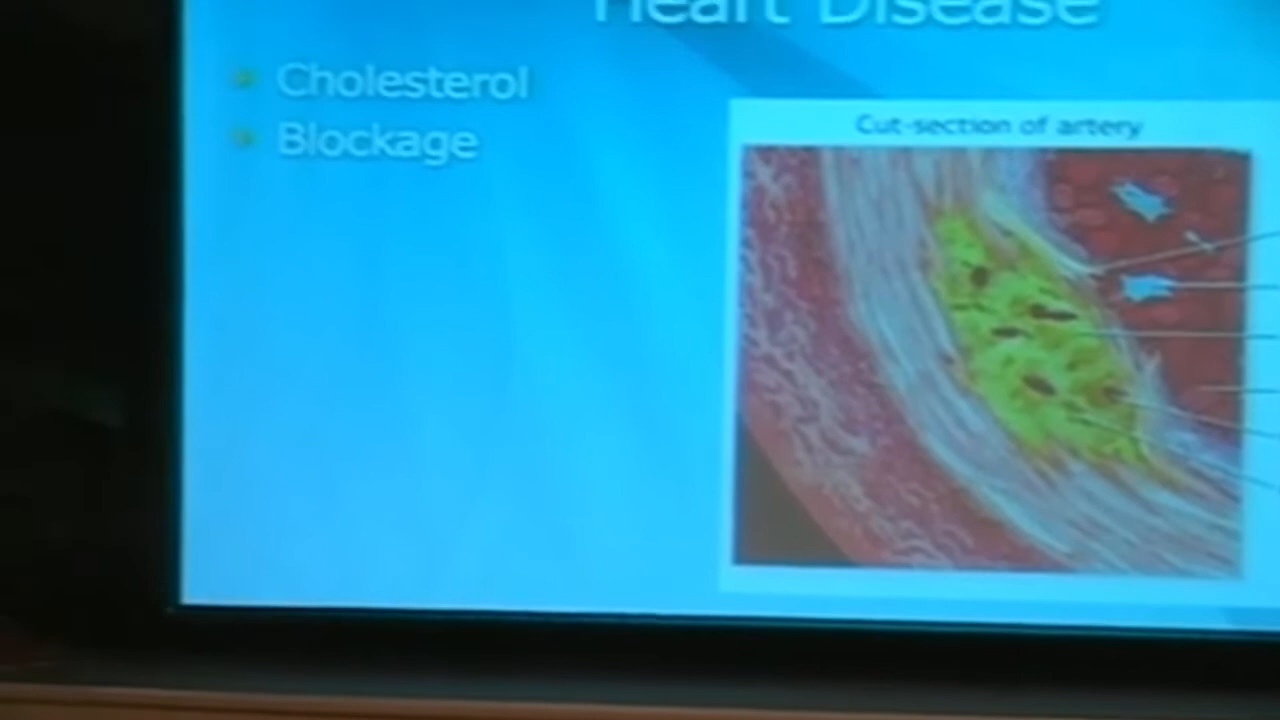 Heart Disease
Cholesterol
Blockage
Cut-section of artery